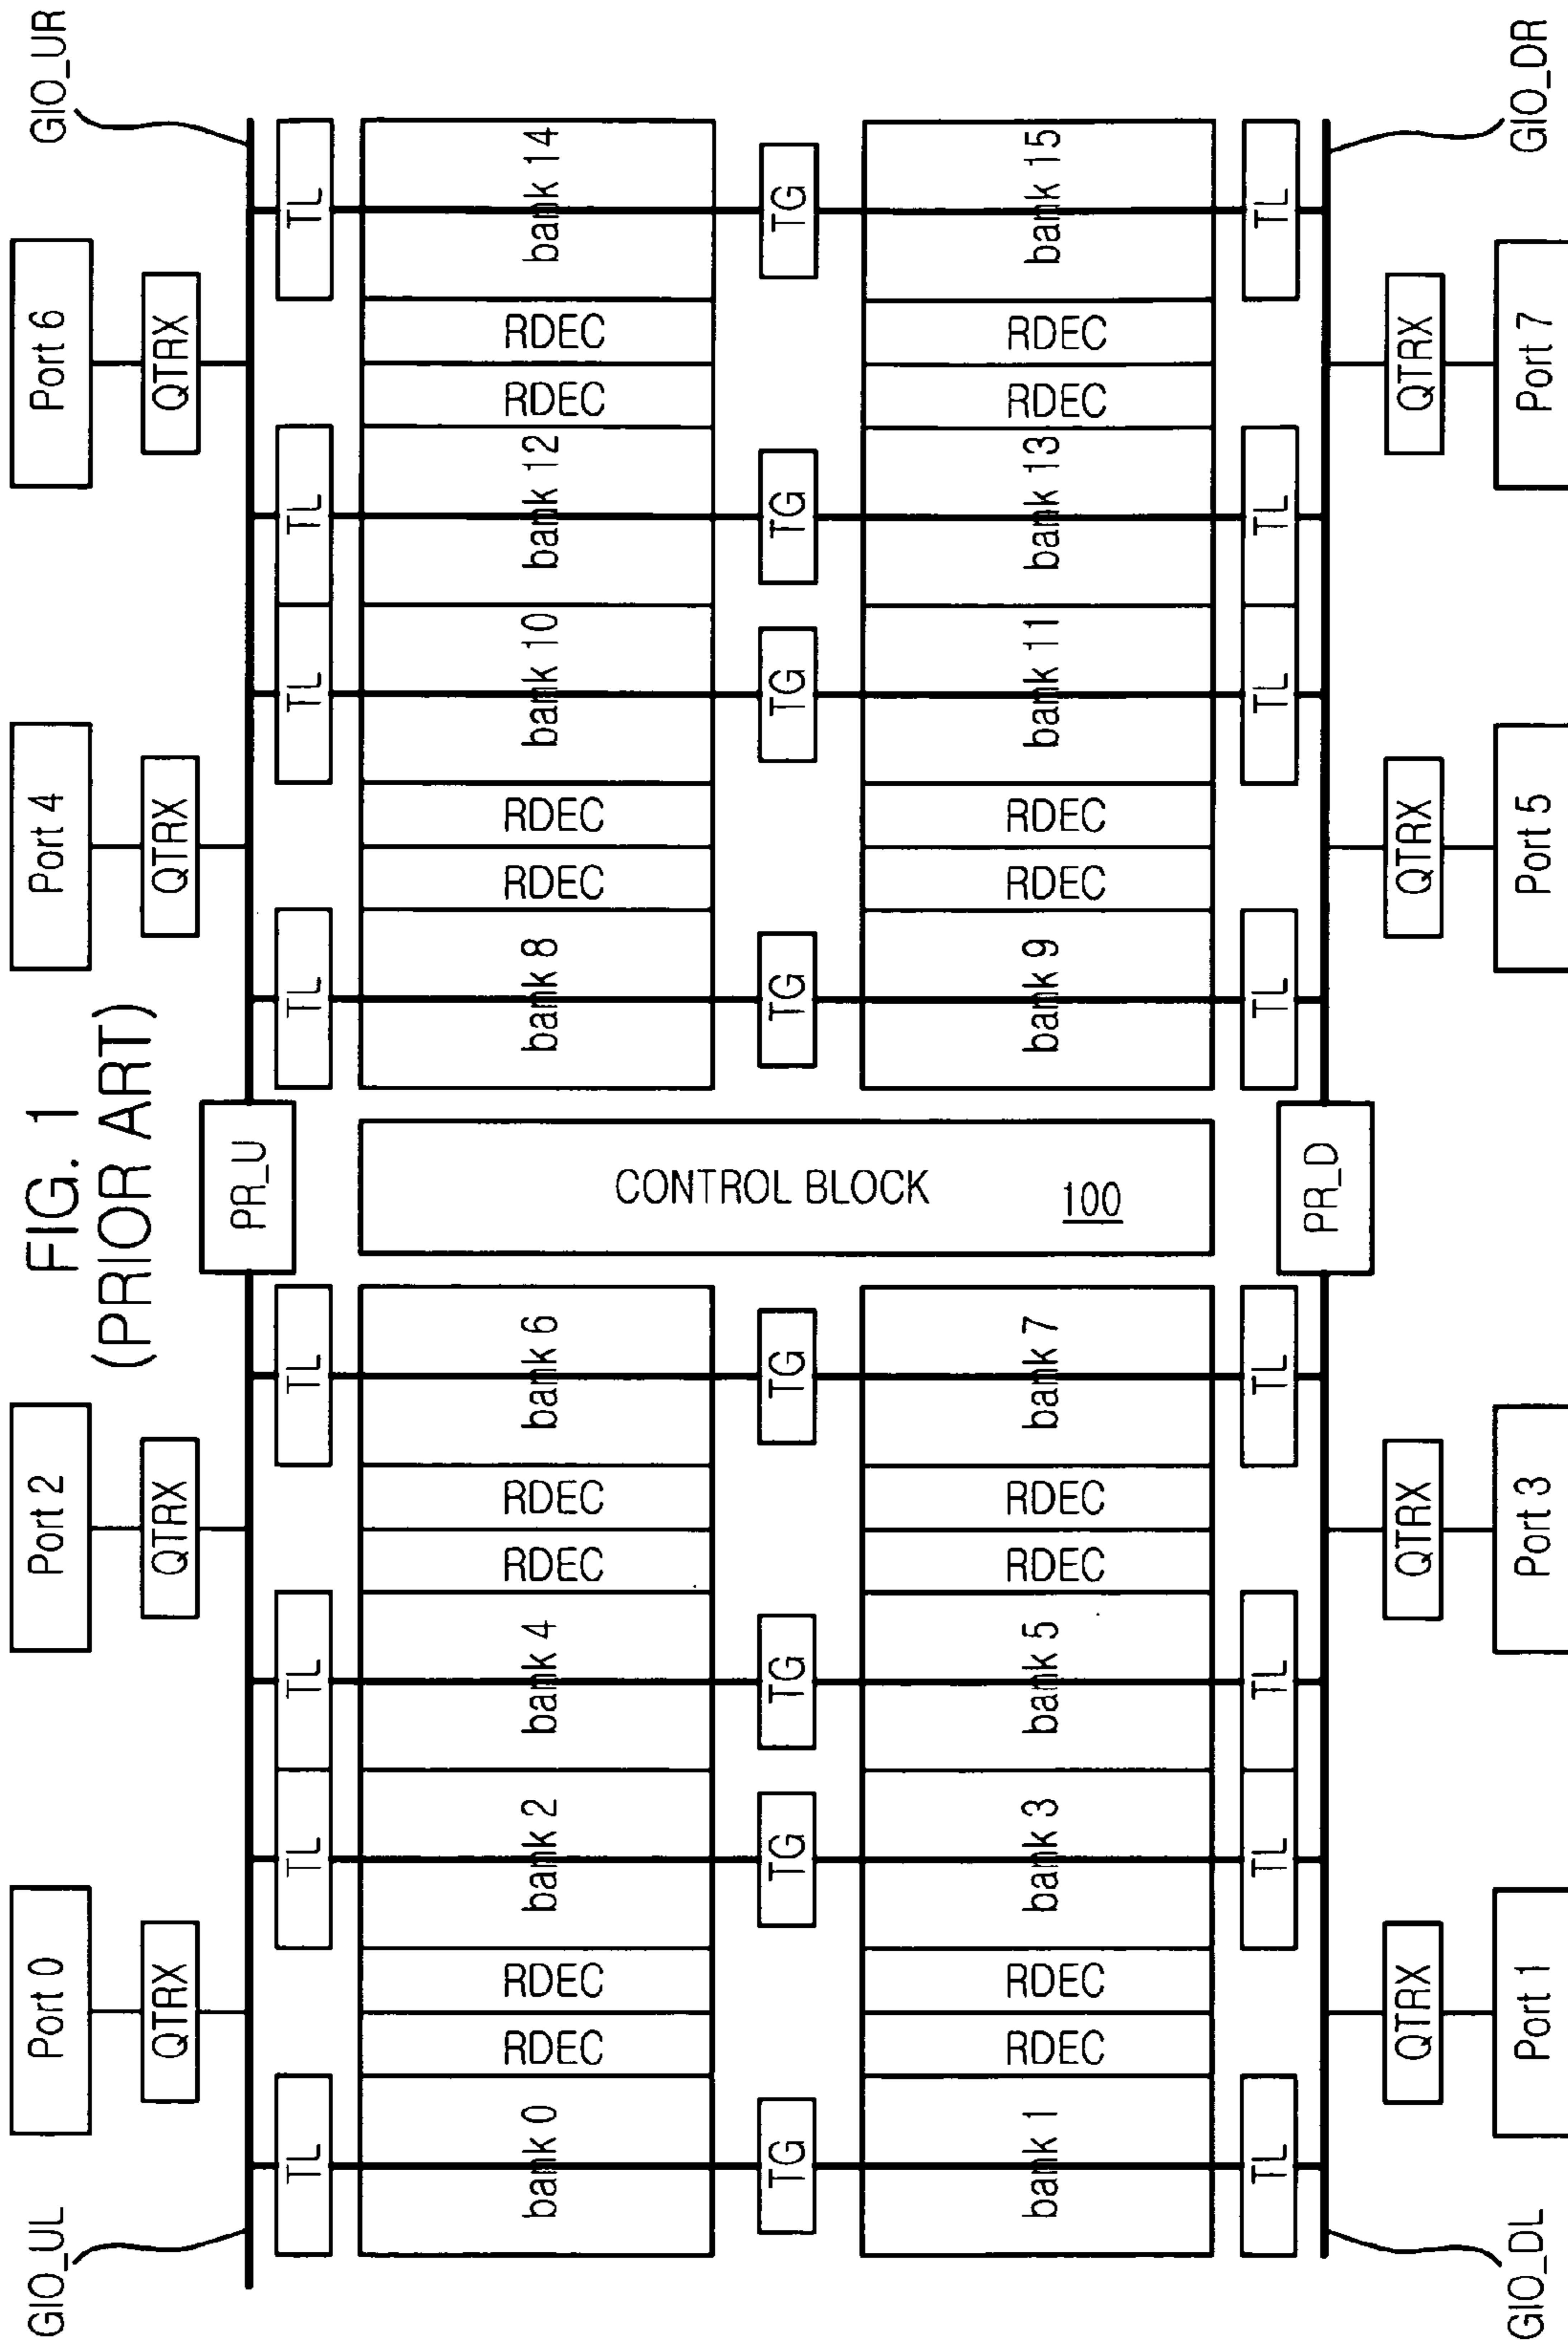 FIG. 1
(PRIOR ART)
GIO_UL
GIO_UR
Port 0
Port 2
Port 4
Port 6
QTRX
QTRX
QTRX
QTRX
PR_U
TL
TL
TL
TL
TL
TL
TL
TL
bank 0
RDEC
RDEC
bank 2
bank 4
RDEC
RDEC
bank 6
bank 8
RDEC
RDEC
bank 10
bank 12
RDEC
RDEC
bank 14
TG
TG
TG
TG
CONTROL BLOCK
100
TG
TG
TG
TG
bank 1
RDEC
RDEC
bank 3
bank 5
RDEC
RDEC
bank 7
bank 9
RDEC
RDEC
bank 11
bank 13
RDEC
RDEC
bank 15
TL
TL
TL
TL
TL
TL
TL
TL
PR_D
QTRX
QTRX
QTRX
QTRX
Port 1
Port 3
Port 5
Port 7
GIO_DL
GIO_DR